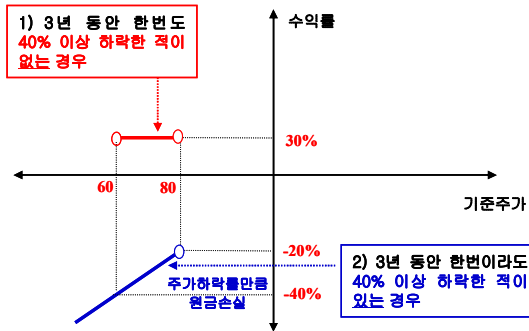 1) 3년 동안 한번도
40% 이상 하락한 적이
없는 경우
수익률
30%
60
80
기준주가
-20%
주가하락률만큼
원금손실
-40%
2) 3년 동안 한번이라도
40% 이상 하락한 적이
있는 경우